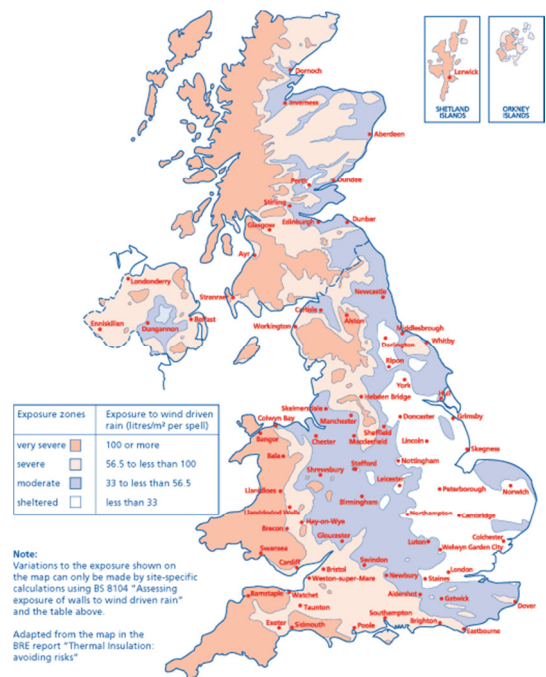 Lerwick
SHETLAND
ISLANDS
ORKNEY
ISLANDS
Dornoch
Inverness
Aberdeen
Perth
Dundee
Stirling
Edinburgh
Dunbar
Glasgow
Ayr
Londonderry
Stranraer
Newcastle
Carlisle
Belfast
Enniskillen
Dungannon
Workington
Alston
Middlesbrough
Whitby
Darlington
Ripon
York
Hull
Hebden Bridge
Skelmersdale
Manchester
Doncaster
Grimsby
Colwyn Bay
Sheffield
Bangor
Chester
Macclesfield
Lincoln
Skegness
Bala
Stafford
Nottingham
Shrewsbury
Leicester
Peterborough
Norwich
Llanidloes
Birmingham
Llandrindod Wells
Northampton
Cambridge
Brecon
Hay-on-Wye
Gloucester
Luton
Colchester
Welwyn Garden City
Swansea
Cardiff
Swindon
London
Bristol
Newbury
Staines
Weston-super-Mare
Barnstaple
Watchet
Aldershot
Gatwick
Dover
Taunton
Southampton
Brighton
Exeter
Sidmouth
Poole
Eastbourne
Exposure zones
Exposure to wind driven
rain (litres/m² per spell)
very severe
100 or more
severe
56.5 to less than 100
moderate
33 to less than 56.5
sheltered
less than 33
Note:
Variations to the exposure shown on
the map can only be made by site-specific
calculations using BS 8104 "Assessing
exposure of walls to wind driven rain"
and the table above.
Adapted from the map in the
BRE report "Thermal Insulation:
avoiding risks"